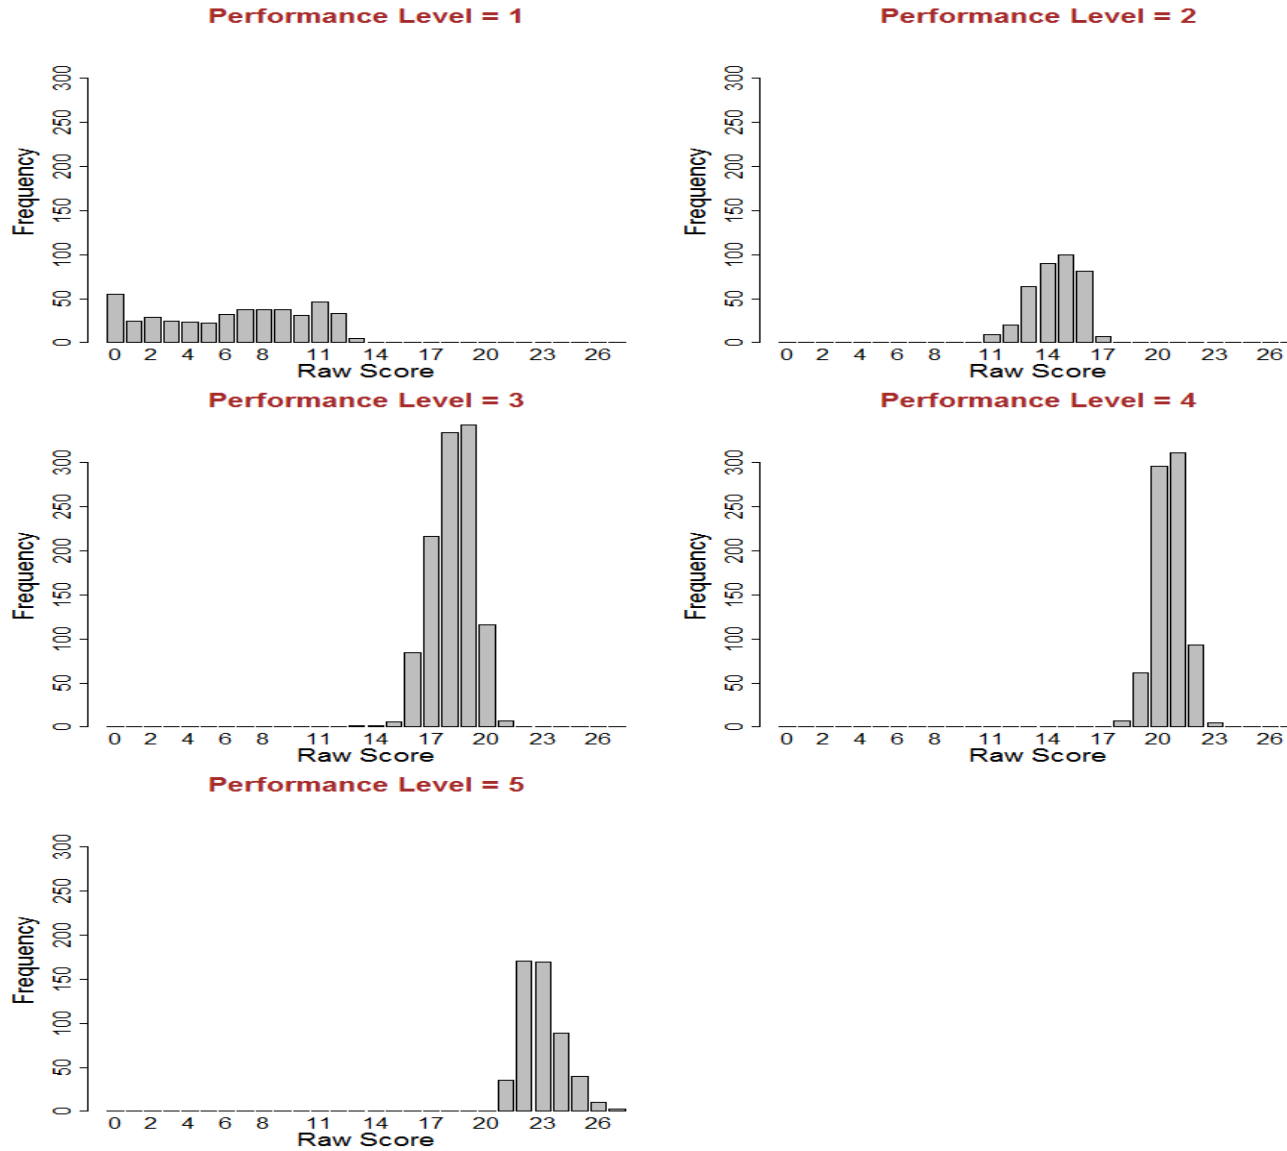 Performance Level = 1
Frequency
0 50 100 150 200 250 300
0 2 4 6 8 11 14 17 20 23 26
Raw Score
Performance Level = 2
Frequency
0 50 100 150 200 250 300
0 2 4 6 8 11 14 17 20 23 26
Raw Score
Performance Level = 3
Frequency
0 50 100 150 200 250 300
0 2 4 6 8 11 14 17 20 23 26
Raw Score
Performance Level = 4
Frequency
0 50 100 150 200 250 300
0 2 4 6 8 11 14 17 20 23 26
Raw Score
Performance Level = 5
Frequency
0 50 100 150 200 250 300
0 2 4 6 8 11 14 17 20 23 26
Raw Score